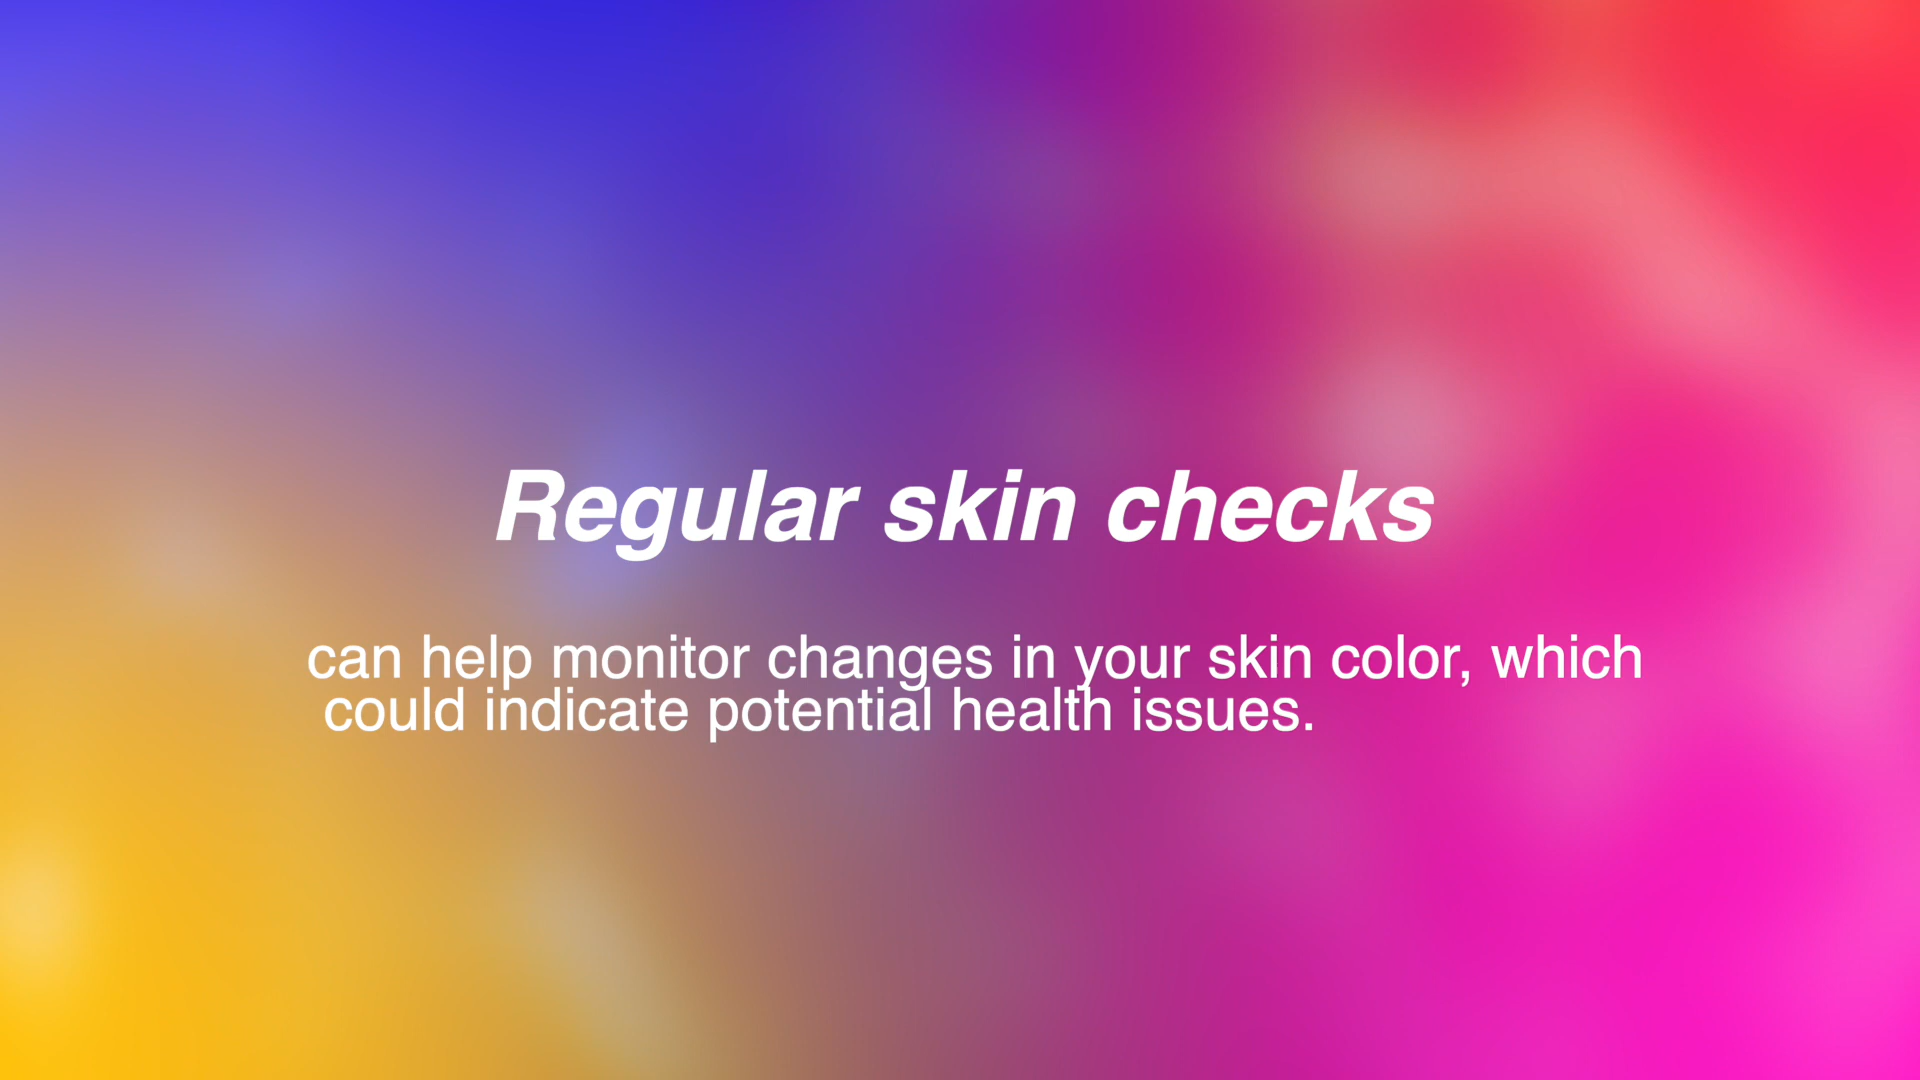 Regular skin checks
can help monitor changes in your skin color, which
could indicate potential health issues.